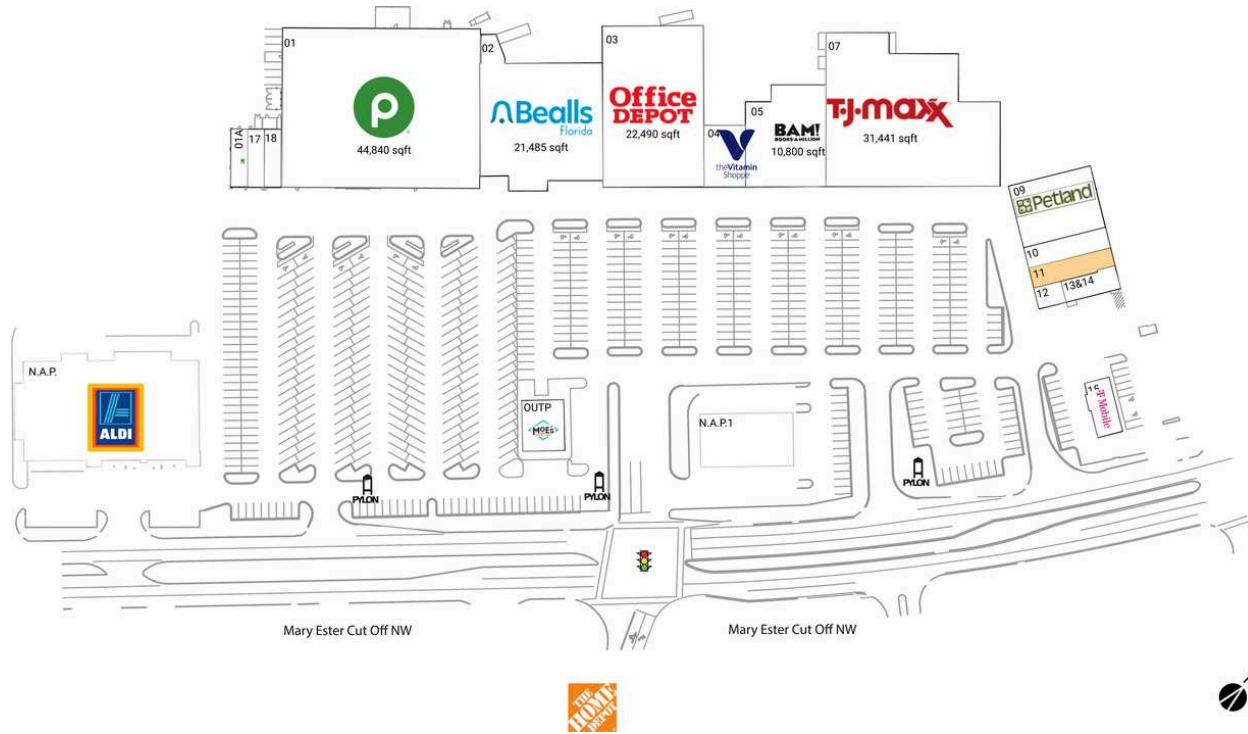 01
02
03
07
p
44,840 sqft
Bealls
Florida
21,485 sqft
Office
DEPOT
22,490 sqft
04
V
theVitamin
Shoppe
05
BAM!
BOOKS-A-MILLION
10,800 sqft
T·J·maxx
31,441 sqft
01A
17
18
09
Petland
10
11
12
13&14
N.A.P.
ALDI
OUTP
MOE's
N.A.P.1
15
T Mobile
PYLON
PYLON
PYLON
Mary Ester Cut Off NW
Mary Ester Cut Off NW
THE
HOME
DEPOT